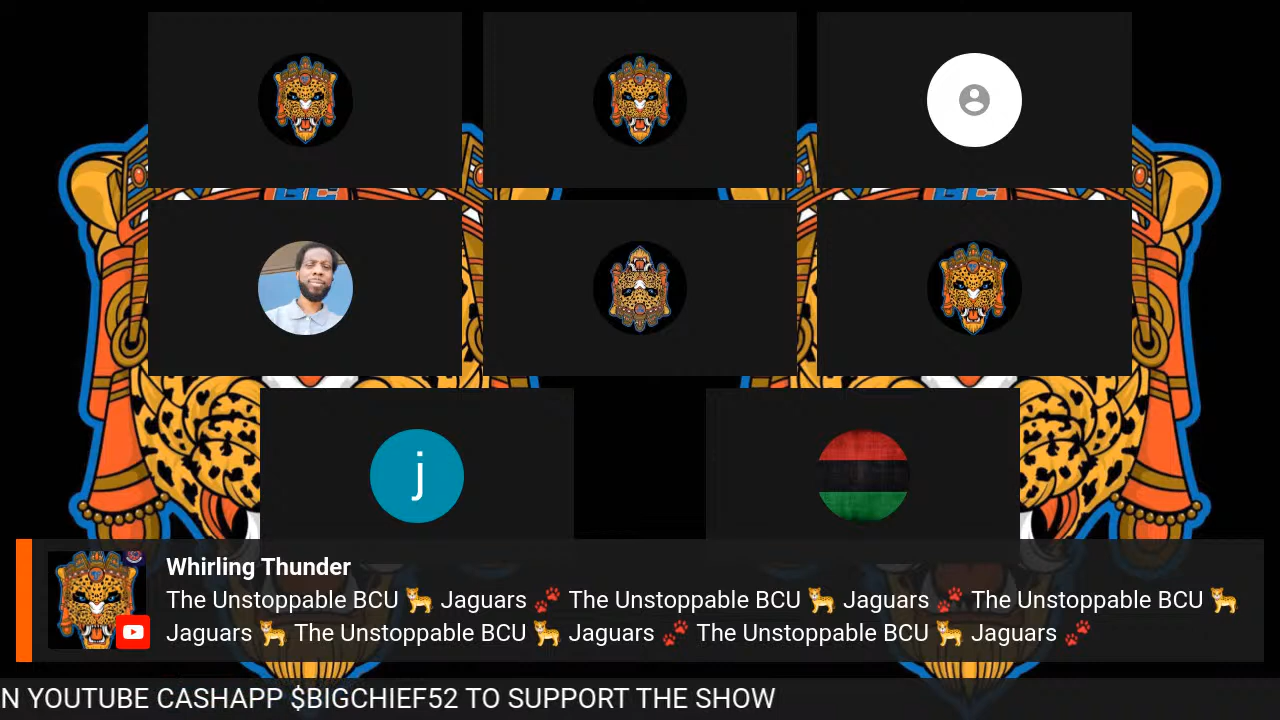 j
Whirling Thunder
The Unstoppable BCU 🐆 Jaguars 🐾 The Unstoppable BCU 🐆 Jaguars 🐾 The Unstoppable BCU 🐆
Jaguars 🐆 The Unstoppable BCU 🐆 Jaguars 🐾 The Unstoppable BCU 🐆 Jaguars 🐾
N YOUTUBE CASHAPP $BIGCHIEF52 TO SUPPORT THE SHOW